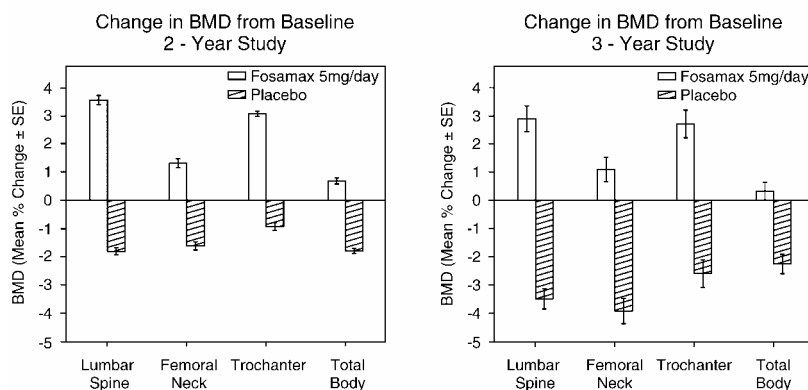 Change in BMD from Baseline
2 - Year Study
BMD (Mean % Change ± SE)
4
3
2
1
0
-1
-2
-3
-4
-5
Fosamax 5mg/day
Placebo
Lumbar Spine
Femoral Neck
Trochanter
Total Body
Change in BMD from Baseline
3 - Year Study
BMD (Mean % Change ± SE)
4
3
2
1
0
-1
-2
-3
-4
-5
Fosamax 5mg/day
Placebo
Lumbar Spine
Femoral Neck
Trochanter
Total Body